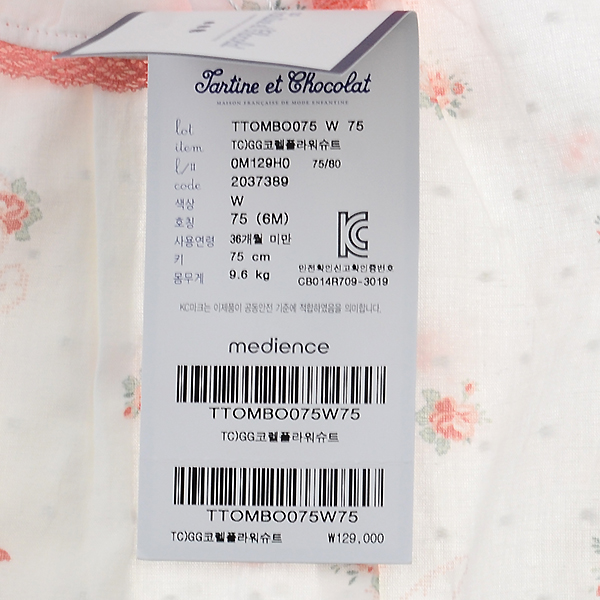 Tartine et Chocolat
MAISON FRANÇAISE DE MODE ENFANTINE
lot TTOMBO075 W 75
item TC)GG코렐플라워슈트
l/II 0M129H0 75/80
code 2037389
색상 W
호칭 75 (6M)
사용연령 36개월 미만
키 75 cm
몸무게 9.6 kg
안전확인신고확인증번호
CB014R709-3019
KC마크는 이제품이 공동안전 기준에 적합하였음을 의미합니다.
medience
TTOMBO075W75
TC)GG코렐플라워슈트
TTOMBO075W75
TC)GG코렐플라워슈트 ₩129,000